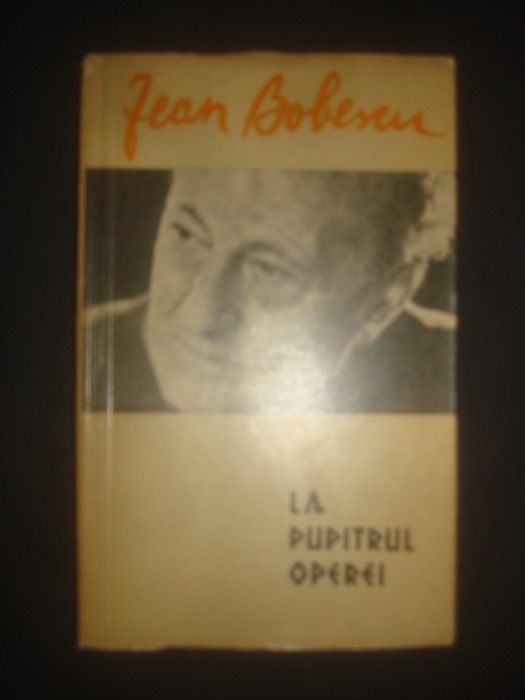 Jean Bobescu
LA
PUPITRUL
OPEREI